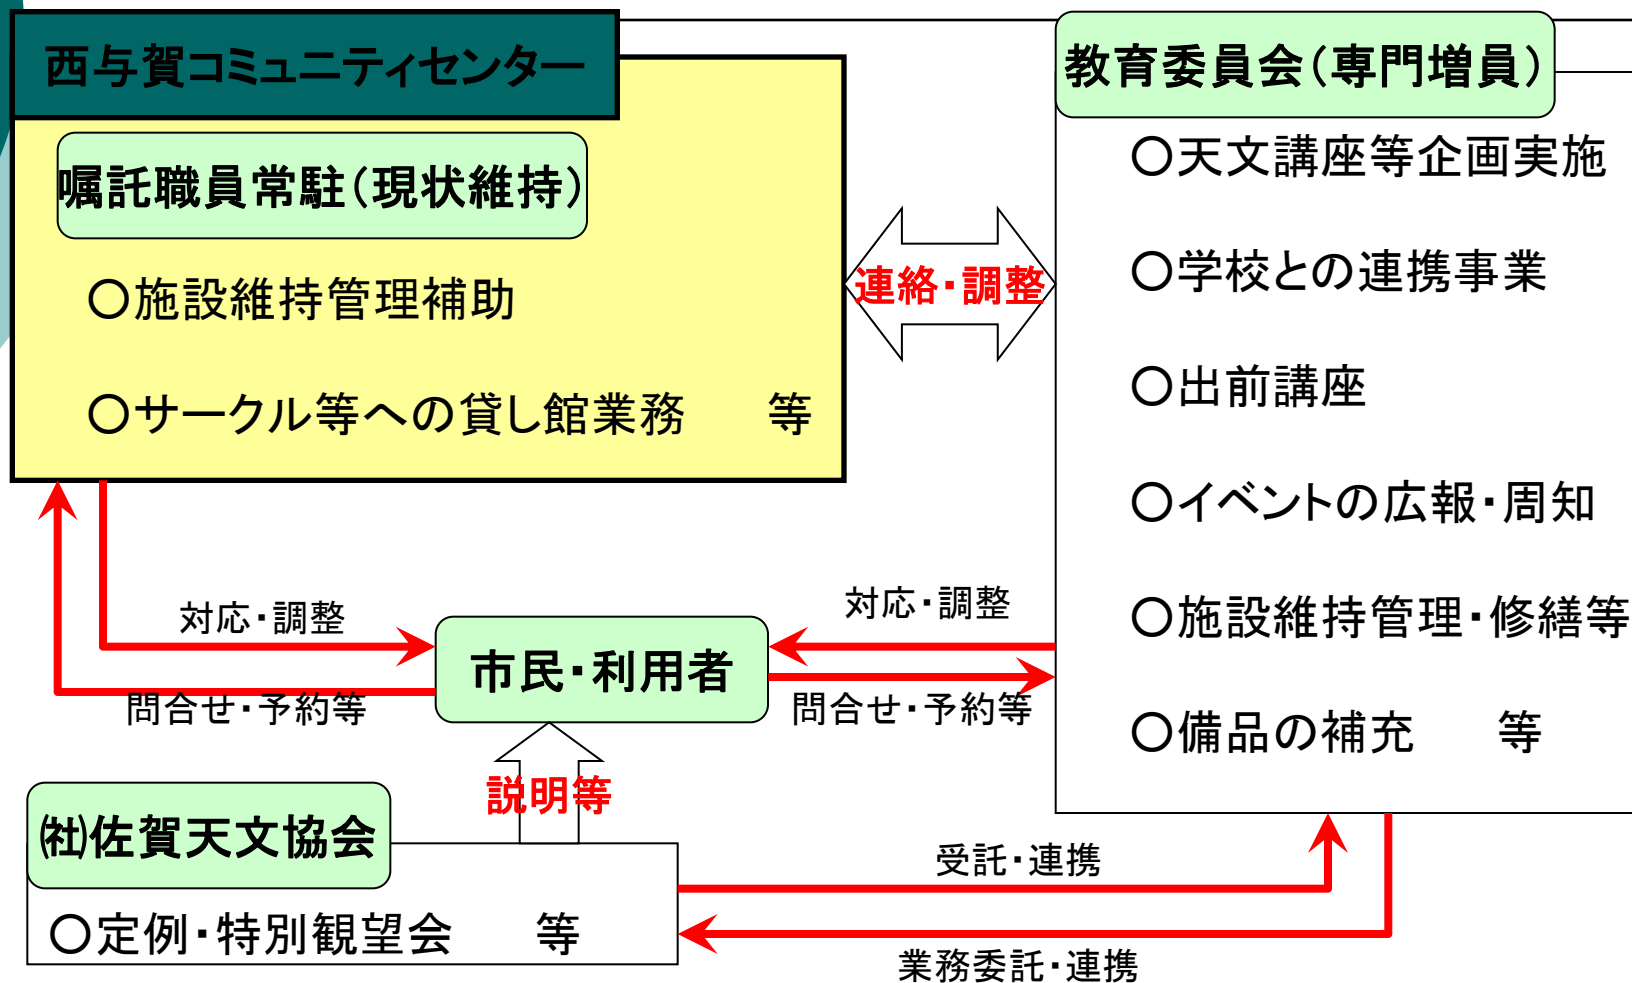 西与賀コミュニティセンター
嘱託職員常駐（現状維持）
○施設維持管理補助
○サークル等への貸し館業務　等
連絡・調整
教育委員会（専門増員）
○天文講座等企画実施
○学校との連携事業
○出前講座
○イベントの広報・周知
○施設維持管理・修繕等
○備品の補充　等
対応・調整
問合せ・予約等
市民・利用者
対応・調整
問合せ・予約等
説明等
㈳佐賀天文協会
○定例・特別観望会　等
受託・連携
業務委託・連携